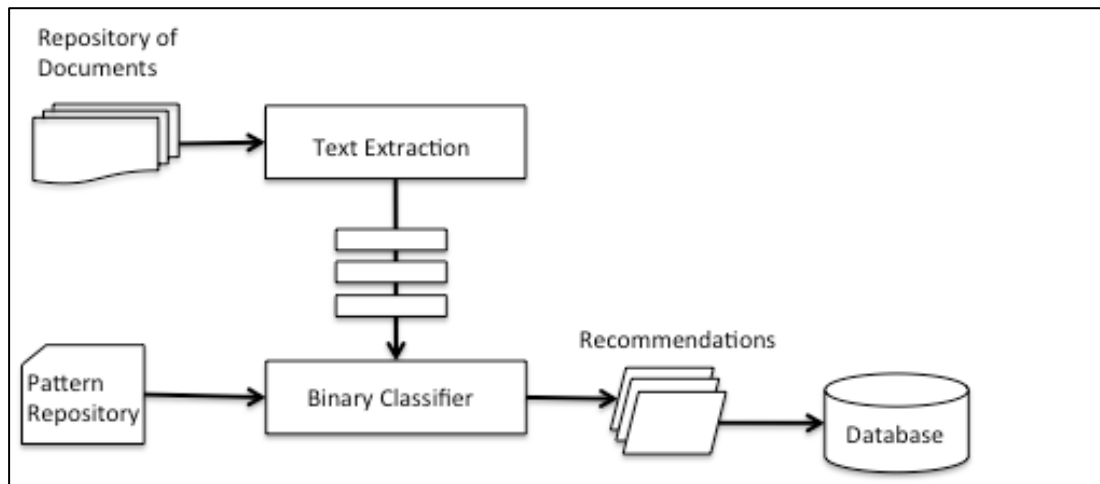 Repository of
Documents
Text Extraction
Recommendations
Pattern
Repository
Binary Classifier
Database